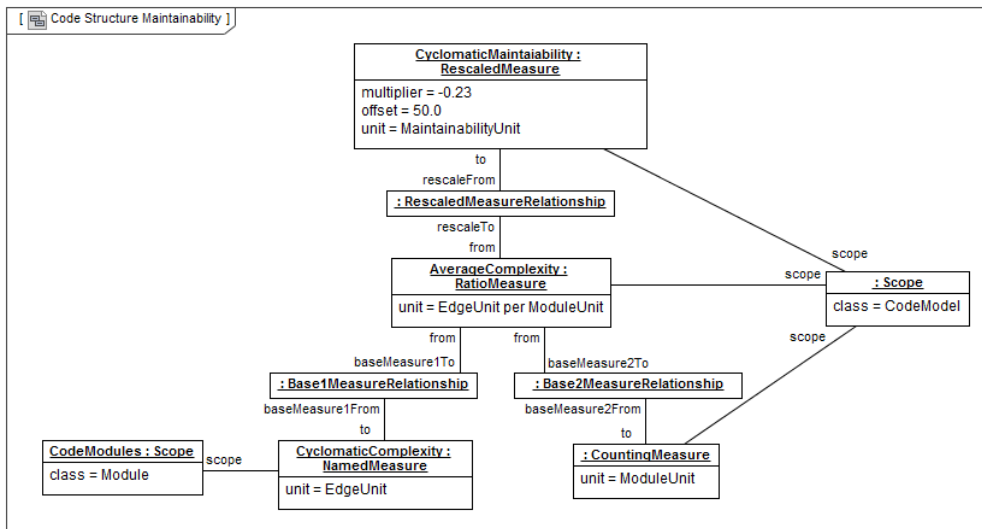 [ Code Structure Maintainability ]
CyclomaticMaintaiability :
RescaledMeasure
multiplier = -0.23
offset = 50.0
unit = MaintainabilityUnit
to
rescaleFrom
: RescaledMeasureRelationship
rescaleTo
from
scope
AverageComplexity :
RatioMeasure
unit = EdgeUnit per ModuleUnit
scope
: Scope
class = CodeModel
scope
from
from
baseMeasure1To
baseMeasure2To
: Base1MeasureRelationship
: Base2MeasureRelationship
baseMeasure1From
baseMeasure2From
to
to
CodeModules : Scope
class = Module
scope
CyclomaticComplexity :
NamedMeasure
unit = EdgeUnit
: CountingMeasure
unit = ModuleUnit